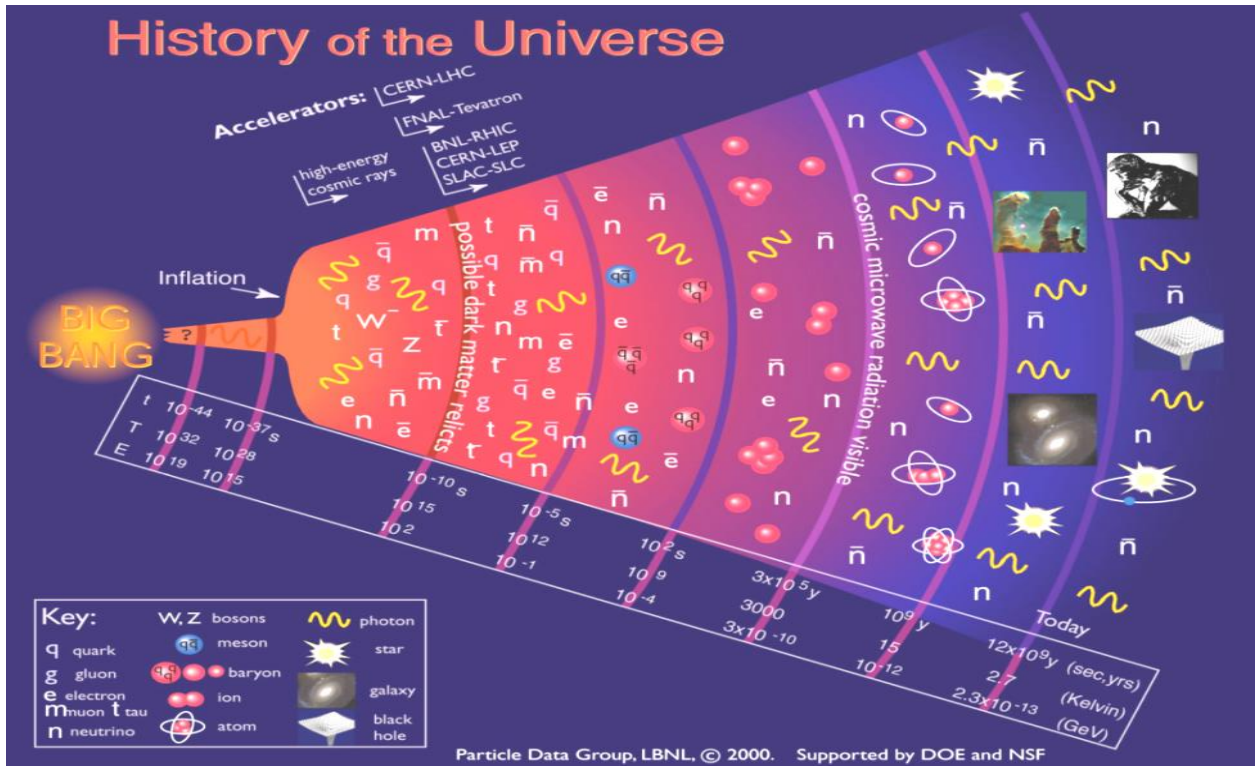 History of the Universe
Accelerators:
CERN-LHC
FNAL-Tevatron
BNL-RHIC
CERN-LEP
SLAC-SLC
high-energy
cosmic rays
Inflation
BIG
BANG
?
possible dark matter relicts
cosmic microwave radiation visible
t 10⁻⁴⁴ 10⁻³⁷ s 10⁻¹⁰ s 10⁻⁵ s 10² s 3x10⁵ y 10⁹ y 12x10⁹ y (sec.yrs)
T 10³² 10²⁸ 10¹⁵ 10¹² 10⁹ 3000 15 2.7 (Kelvin)
E 10¹⁹ 10¹⁵ 10² 10⁻¹ 10⁻⁴ 3x10⁻¹⁰ 10⁻¹² 2.3x10⁻¹³ (GeV)
Today
Key:
q quark
g gluon
e electron
m muon t tau
n neutrino
W, Z bosons
qq̄ meson
qqq baryon
ion
atom
photon
star
galaxy
black
hole
Particle Data Group, LBNL, © 2000. Supported by DOE and NSF